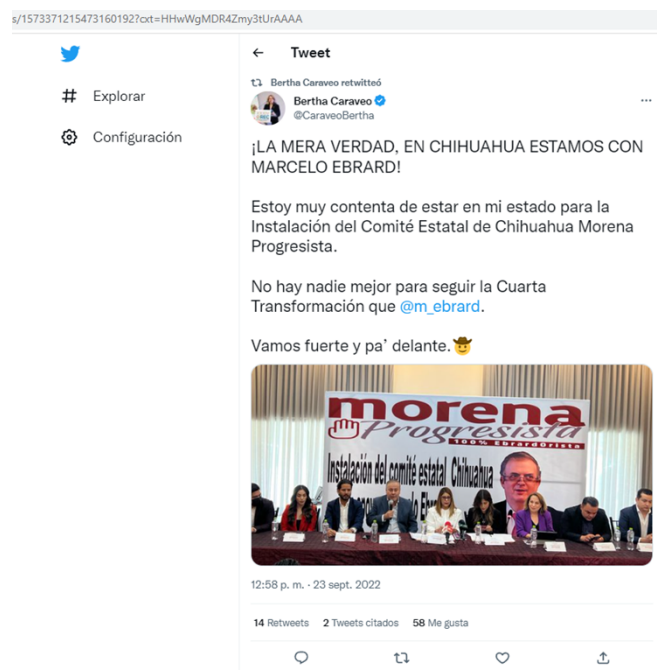 s/1573371215473160192?cxt=HHwWgMDR4Zmy3tUrAAAA
Explorar
Configuración
Tweet
Bertha Caraveo retwitteó
Bertha Caraveo
@CaraveoBertha
¡LA MERA VERDAD, EN CHIHUAHUA ESTAMOS CON
MARCELO EBRARD!
Estoy muy contenta de estar en mi estado para la
Instalación del Comité Estatal de Chihuahua Morena
Progresista.
No hay nadie mejor para seguir la Cuarta
Transformación que @m_ebrard.
Vamos fuerte y pa' delante.🤠
morena
Progresista
100% EbrardOrista
Instalación del comité estatal Chihuahua
12:58 p. m. · 23 sept. 2022
14 Retweets 2 Tweets citados 58 Me gusta